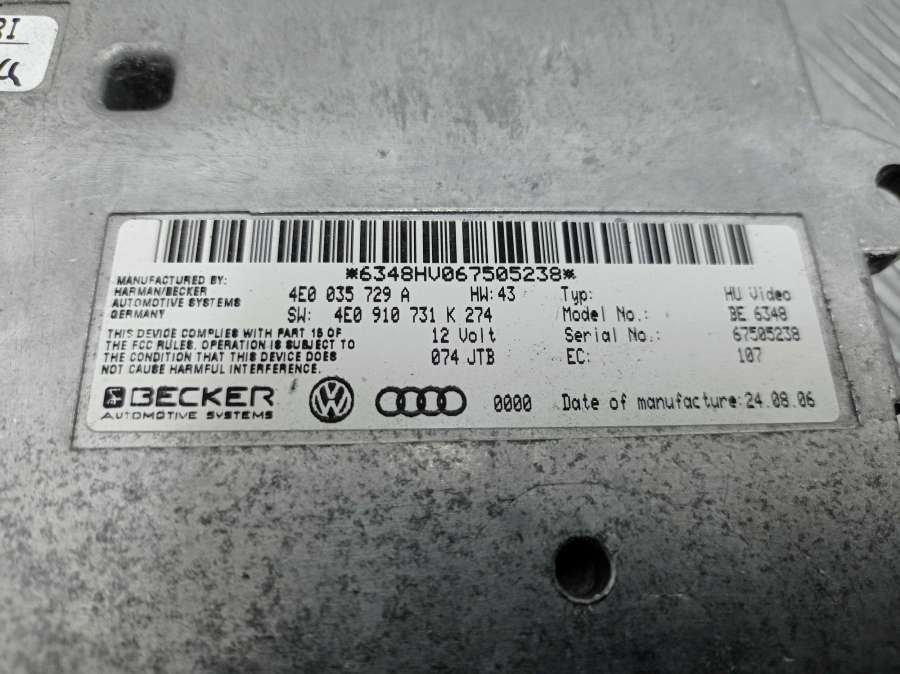 *6348HV067505238*
MANUFACTURED BY:
HARMAN/BECKER
AUTOMOTIVE SYSTEMS
GERMANY
THIS DEVICE COMPLIES WITH PART 15 OF
THE FCC RULES. OPERATION IS SUBJECT TO
THE CONDITION THAT THIS DEVICE DOES
NOT CAUSE HARMFUL INTERFERENCE.
4E0 035 729 A HW: 43
SW: 4E0 910 731 K 274
12 Volt
074 JTB
Typ: HU Video
Model No.: BE 6348
Serial No.: 67505238
EC: 107
BECKER
AUTOMOTIVE SYSTEMS
0000 Date of manufacture: 24.08.06